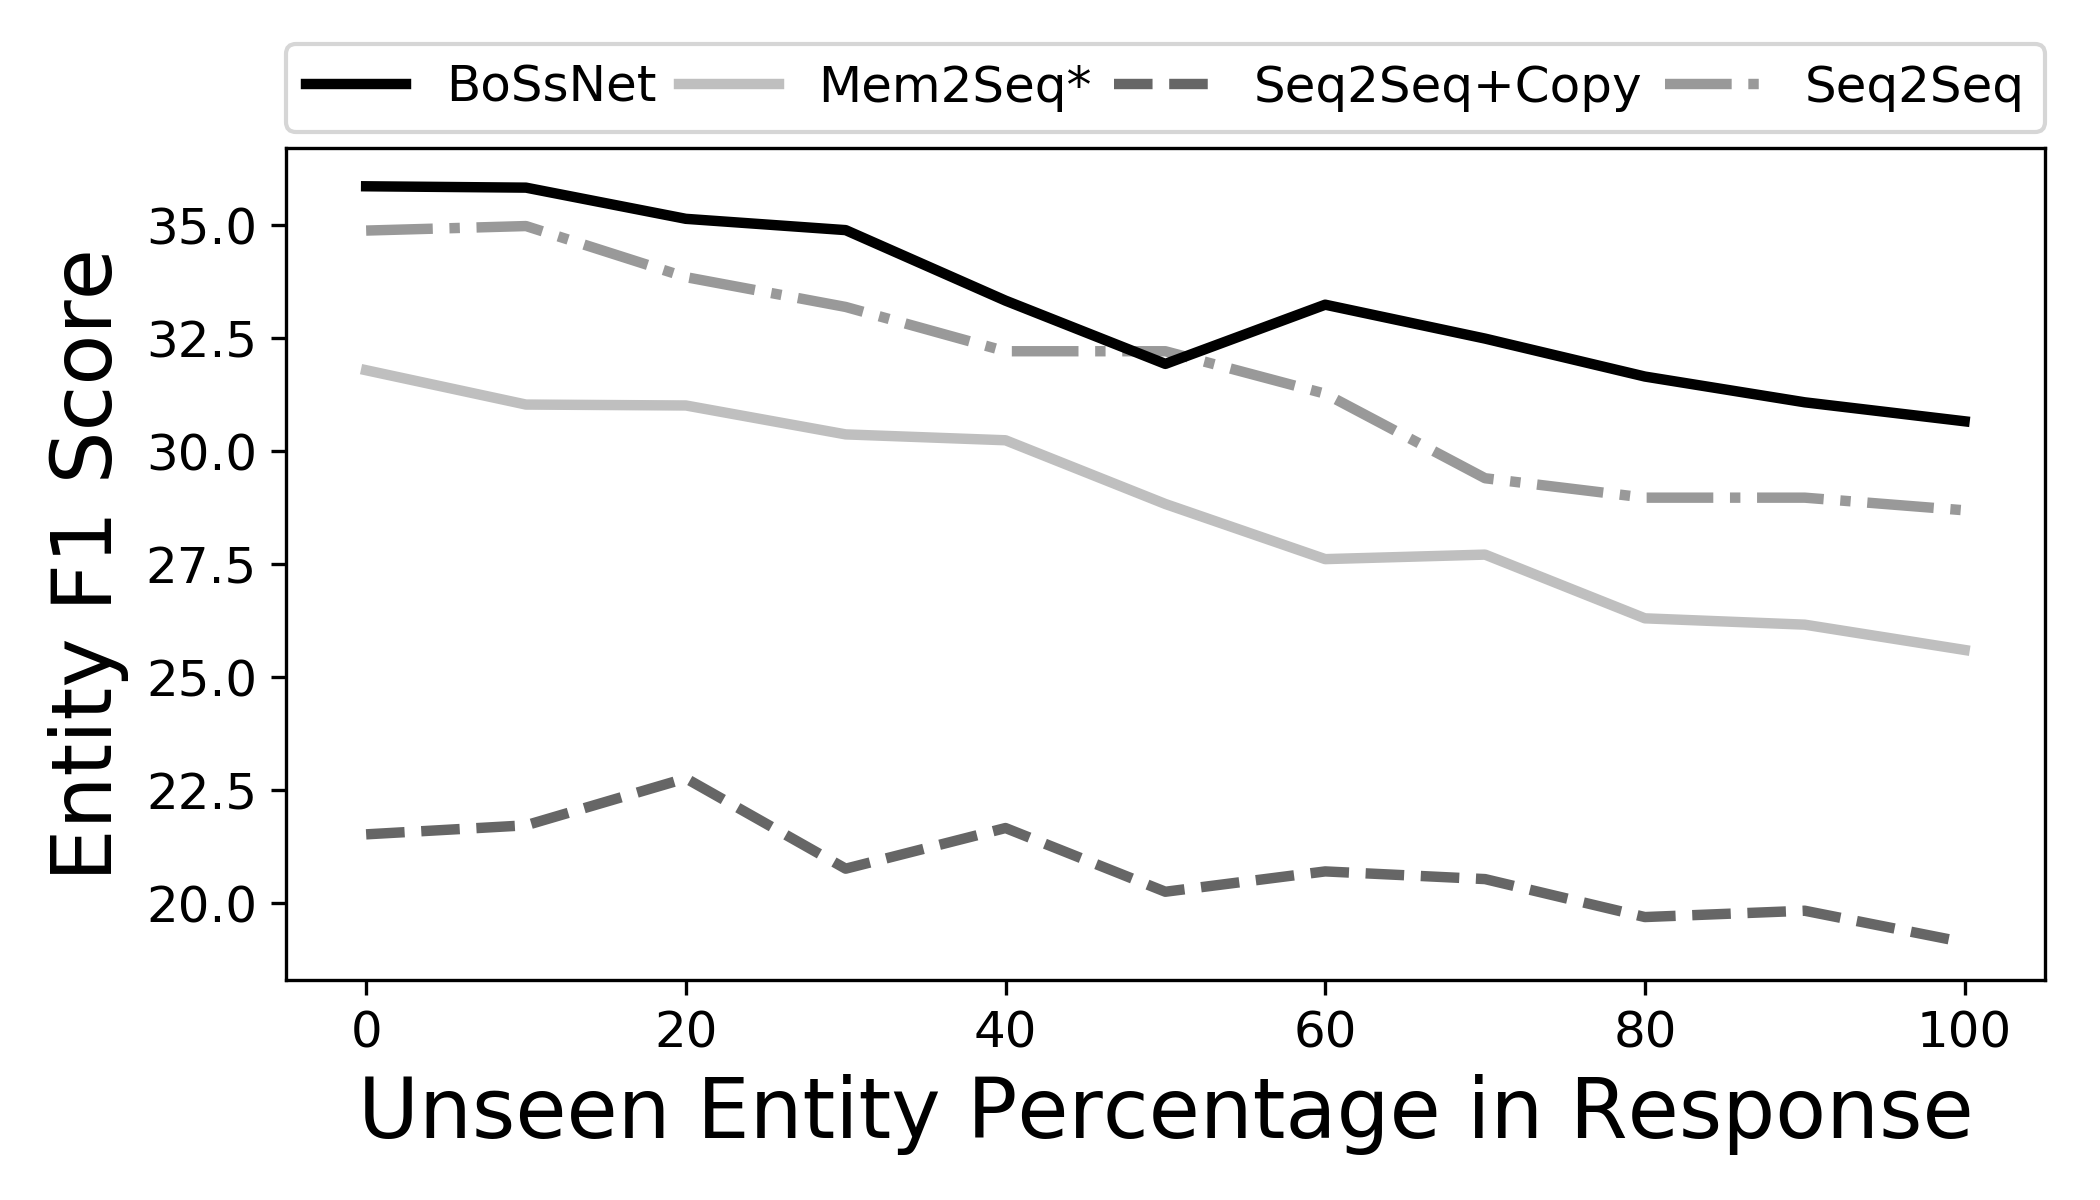 BoSsNet Mem2Seq* Seq2Seq+Copy Seq2Seq
Entity F1 Score
35.0
32.5
30.0
27.5
25.0
22.5
20.0
0 20 40 60 80 100
Unseen Entity Percentage in Response